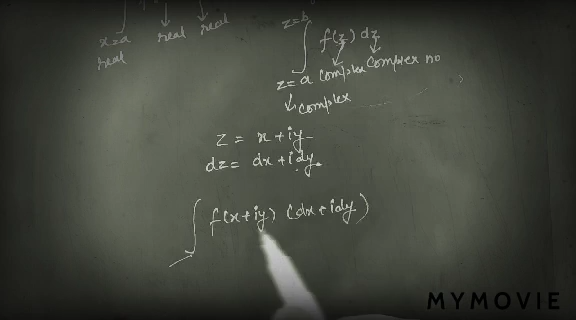 x=a real real
real
z=b
∫ f(z) dz
z=a complex complex no
complex
z = x+iy
dz = dx+idy.
∫ f(x+iy) (dx+idy)
MYMOVIE